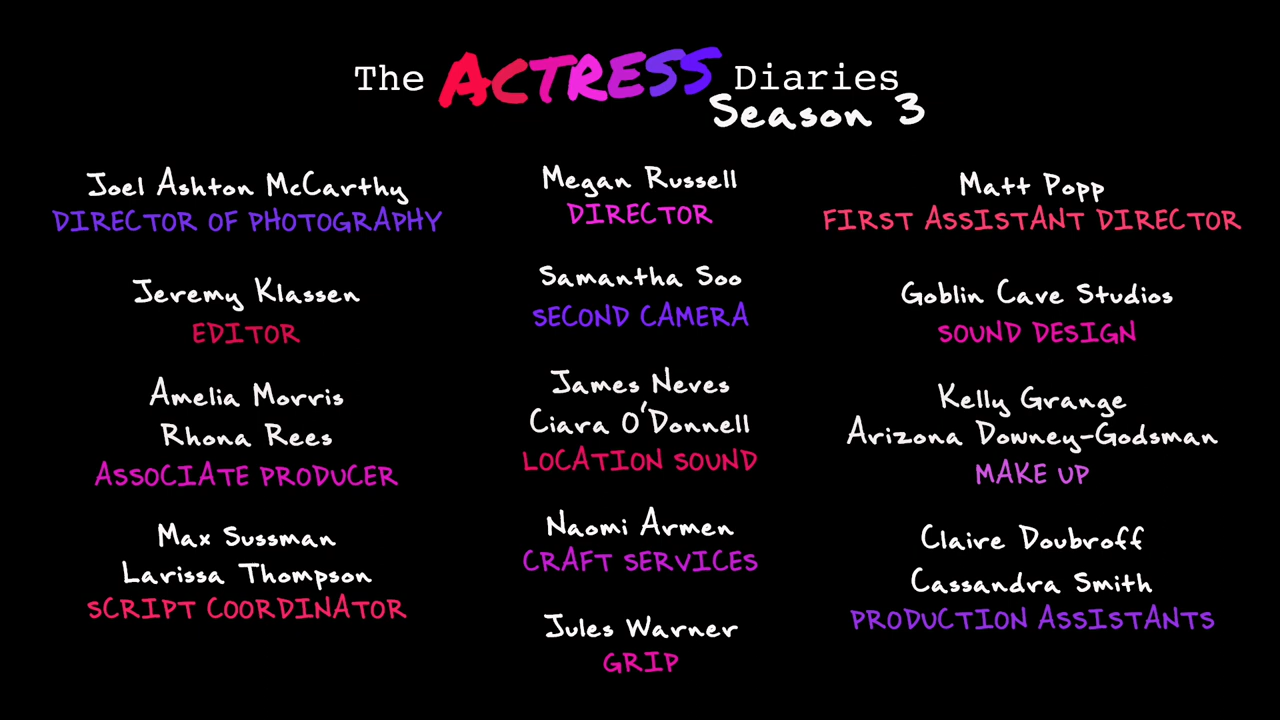 The ACTRESS Diaries
Season 3
Joel Ashton McCarthy
DIRECTOR OF PHOTOGRAPHY
Jeremy Klassen
EDITOR
Amelia Morris
Rhona Rees
ASSOCIATE PRODUCER
Max Sussman
Larissa Thompson
SCRIPT COORDINATOR
Megan Russell
DIRECTOR
Samantha Soo
SECOND CAMERA
James Neves
Ciara O'Donnell
LOCATION SOUND
Naomi Armen
CRAFT SERVICES
Jules Warner
GRIP
Matt Popp
FIRST ASSISTANT DIRECTOR
Goblin Cave Studios
SOUND DESIGN
Kelly Grange
Arizona Downey-Godsman
MAKE UP
Claire Doubroff
Cassandra Smith
PRODUCTION ASSISTANTS